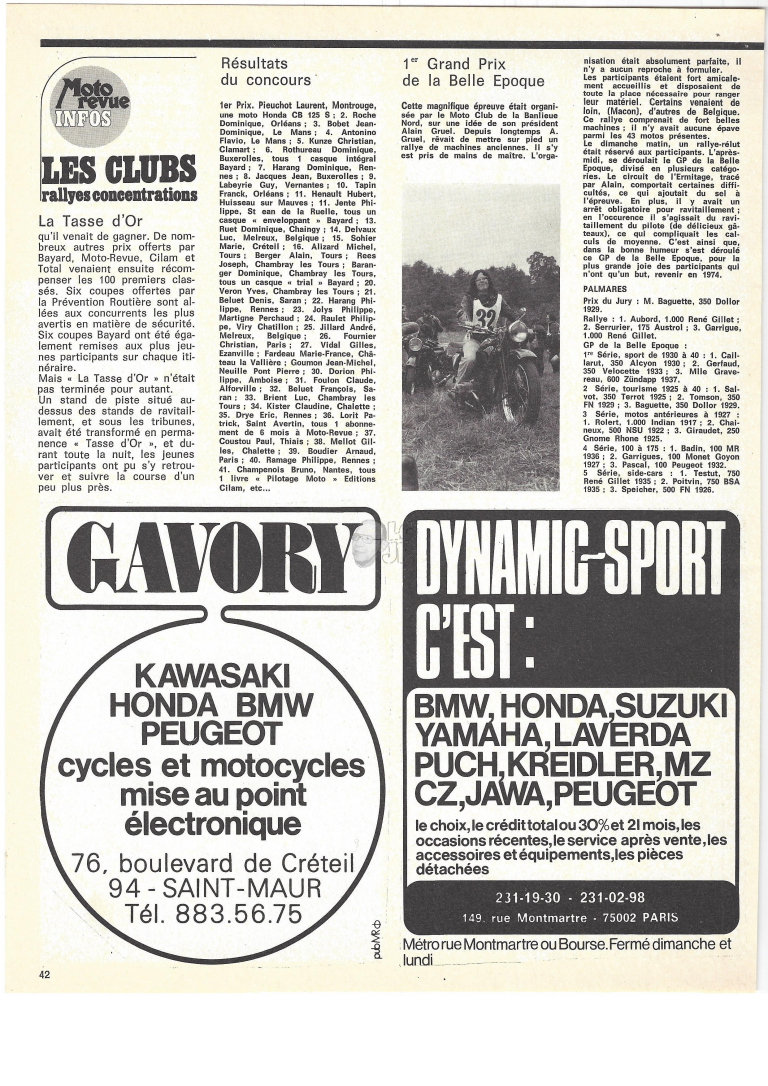 Moto
revue
INFOS
LES CLUBS
rallyes concentrations
La Tasse d'Or
qu'il venait de gagner. De nom-
breux autres prix offerts par
Bayard, Moto-Revue, Cilam et
Total venaient ensuite récom-
penser les 100 premiers clas-
sés. Six coupes offertes par
la Prévention Routière sont al-
lées aux concurrents les plus
avertis en matière de sécurité.
Six coupes Bayard ont été éga-
lement remises aux plus jeu-
nes participants sur chaque iti-
néraire.
Mais « La Tasse d'Or » n'était
pas terminée pour autant.
Un stand de piste situé au-
dessus des stands de ravitail-
lement, et sous les tribunes,
avait été transformé en perma-
nence « Tasse d'Or », et du-
rant toute la nuit, les jeunes
participants ont pu s'y retrou-
ver et suivre la course d'un
peu plus près.
Résultats
du concours
1er Prix. Pieuchot Laurent, Montrouge,
une moto Honda CB 125 S ; 2. Roche
Dominique, Orléans ; 3. Bobet Jean-
Dominique, Le Mans ; 4. Antonino
Flavio, Le Mans ; 5. Kunze Christian,
Clamart ; 6. Rothureau Dominique,
Buxerolles, tous 1 casque intégral
Bayard ; 7. Harang Dominique, Ren-
nes ; 8. Jacques Jean, Buxerolles ; 9.
Labeyrie Guy, Vernantes ; 10. Tapin
Franck, Orléans ; 11. Henault Hubert,
Huisseau sur Mauves ; 11. Jente Phi-
lippe, St ean de la Ruelle, tous un
casque « enveloppant » Bayard ; 13.
Ruet Dominique, Chaingy ; 14. Delvaux
Luc, Melreux, Belgique ; 15. Sohier
Marie, Créteil ; 16. Alizard Michel,
Tours ; Berger Alain, Tours ; Rees
Joseph, Chambray les Tours ; Baran-
ger Dominique, Chambray les Tours,
tous un casque « trial » Bayard ; 20.
Veron Yves, Chambray les Tours ; 21.
Beluet Denis, Saran ; 22. Harang Phi-
lippe, Rennes ; 23. Jolys Philippe,
Martigne Perchaud ; 24. Raulet Philip-
pe, Viry Chatillon ; 25. Jillard André,
Melreux, Belgique ; 26. Fournier
Christian, Paris ; 27. Vidal Gilles,
Ezanville ; Fardeau Marie-France, Châ-
teau la Vallière ; Goumon Jean-Michel,
Neuille Pont Pierre ; 30. Dorion Phi-
lippe, Amboise ; 31. Foulon Claude,
Alforville ; 32. Beluet François, Sa-
ran ; 33. Brient Luc, Chambray les
Tours ; 34. Kister Claudine, Chalette ;
35. Drye Eric, Rennes ; 36. Lorit Pa-
trick, Saint Avertin, tous 1 abonne-
ment de 6 mois à Moto-Revue ; 37.
Coustou Paul, Thiais ; 38. Mellot Gil-
les, Chalette ; 39. Boudier Arnaud,
Paris ; 40. Ramage Philippe, Rennes ;
41. Champenois Bruno, Nantes, tous
1 livre « Pilotage Moto » Editions
Cilam, etc...
1er Grand Prix
de la Belle Epoque
Cette magnifique épreuve était organi-
sée par le Moto Club de la Banlieue
Nord, sur une idée de son président
Alain Gruel. Depuis longtemps A.
Gruel, rêvait de mettre sur pied un
rallye de machines anciennes. Il s'y
est pris de mains de maître. L'orga-
32
nisation était absolument parfaite, il
n'y a aucun reproche à formuler.
Les participants étaient fort amicale-
ment accueillis et disposaient de
toute la place nécessaire pour ranger
leur matériel. Certains venaient de
loin, (Macon), d'autres de Belgique.
Ce rallye comprenait de fort belles
machines ; il n'y avait aucune épave
parmi les 43 motos présentes.
Le dimanche matin, un rallye-rélut
était réservé aux participants. L'après-
midi, se déroulait le GP de la Belle
Epoque, divisé en plusieurs catégo-
ries. Le circuit de l'Ermitage, tracé
par Alain, comportait certaines diffi-
cultés, ce qui ajoutait du sel à
l'épreuve. En plus, il y avait un
arrêt obligatoire pour ravitaillement ;
en l'occurence il s'agissait du ravi-
taillement du pilote (de délicieux gâ-
teaux), ce qui compliquait les cal-
culs de moyenne. C'est ainsi que,
dans la bonne humeur s'est déroulé
ce GP de la Belle Epoque, pour la
plus grande joie des participants qui
n'ont qu'un but, revenir en 1974.
PALMARES
Prix du Jury : M. Baguette, 350 Dollor
1929.
Rallye : 1. Aubord, 1.000 René Gillet ;
2. Serrurier, 175 Austrol ; 3. Garrigue,
1.000 René Gillet.
GP de la Belle Epoque :
1re Série, sport de 1930 à 40 : 1. Cail-
larut, 350 Alcyon 1930 ; 2. Gerfaud,
350 Velocette 1933 ; 3. Mlle Grave-
reau, 600 Zündapp 1937.
2 Série, tourisme 1925 à 40 : 1. Sal-
vot, 350 Terrot 1925 ; 2. Tomson, 350
FN 1929 ; 3. Baguette, 350 Dollor 1929.
3 Série, motos antérieures à 1927 :
1. Rolert, 1.000 Indian 1917 ; 2. Chai-
neux, 500 NSU 1922 ; 3. Giraudet, 250
Gnome Rhone 1925.
4 Série, 100 à 175 : 1. Badin, 100 MR
1936 ; 2. Garrigues, 100 Monet Goyon
1927 ; 3. Pascal, 100 Peugeot 1932.
5 Série, side-cars : 1. Testut, 750
René Gillet 1935 ; 2. Poitvin, 750 BSA
1935 ; 3. Speicher, 500 FN 1926.
GAVORY
KAWASAKI
HONDA BMW
PEUGEOT
cycles et motocycles
mise au point
électronique
76, boulevard de Créteil
94 - SAINT-MAUR
Tél. 883.56.75
pub MR cb
DYNAMIC-SPORT
C'EST :
BMW, HONDA, SUZUKI
YAMAHA, LAVERDA
PUCH, KREIDLER, MZ
CZ, JAWA, PEUGEOT
le choix, le crédit total ou 30% et 21 mois, les
occasions récentes, le service après vente, les
accessoires et équipements, les pièces
détachées
231-19-30 - 231-02-98
149, rue Montmartre - 75002 PARIS
Métro rue Montmartre ou Bourse. Fermé dimanche et
lundi
42